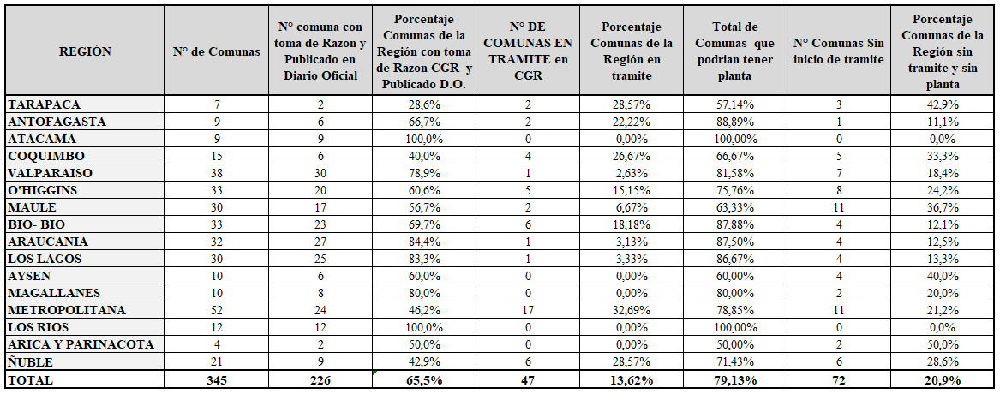 REGIÓN | N° de Comunas | N° comuna con toma de Razon y Publicado en Diario Oficial | Porcentaje Comunas de la Región con toma de Razon CGR y Publicado D.O. | N° DE COMUNAS EN TRAMITE en CGR | Porcentaje Comunas de la Región en tramite | Total de Comunas que podrian tener planta | N° Comunas Sin inicio de tramite | Porcentaje Comunas de la Región sin tramite y sin planta
TARAPACA | 7 | 2 | 28,6% | 2 | 28,57% | 57,14% | 3 | 42,9%
ANTOFAGASTA | 9 | 6 | 66,7% | 2 | 22,22% | 88,89% | 1 | 11,1%
ATACAMA | 9 | 9 | 100,0% | 0 | 0,00% | 100,00% | 0 | 0,0%
COQUIMBO | 15 | 6 | 40,0% | 4 | 26,67% | 66,67% | 5 | 33,3%
VALPARAISO | 38 | 30 | 78,9% | 1 | 2,63% | 81,58% | 7 | 18,4%
O'HIGGINS | 33 | 20 | 60,6% | 5 | 15,15% | 75,76% | 8 | 24,2%
MAULE | 30 | 17 | 56,7% | 2 | 6,67% | 63,33% | 11 | 36,7%
BIO- BIO | 33 | 23 | 69,7% | 6 | 18,18% | 87,88% | 4 | 12,1%
ARAUCANIA | 32 | 27 | 84,4% | 1 | 3,13% | 87,50% | 4 | 12,5%
LOS LAGOS | 30 | 25 | 83,3% | 1 | 3,33% | 86,67% | 4 | 13,3%
AYSEN | 10 | 6 | 60,0% | 0 | 0,00% | 60,00% | 4 | 40,0%
MAGALLANES | 10 | 8 | 80,0% | 0 | 0,00% | 80,00% | 2 | 20,0%
METROPOLITANA | 52 | 24 | 46,2% | 17 | 32,69% | 78,85% | 11 | 21,2%
LOS RIOS | 12 | 12 | 100,0% | 0 | 0,00% | 100,00% | 0 | 0,0%
ARICA Y PARINACOTA | 4 | 2 | 50,0% | 0 | 0,00% | 50,00% | 2 | 50,0%
ÑUBLE | 21 | 9 | 42,9% | 6 | 28,57% | 71,43% | 6 | 28,6%
TOTAL | 345 | 226 | 65,5% | 47 | 13,62% | 79,13% | 72 | 20,9%